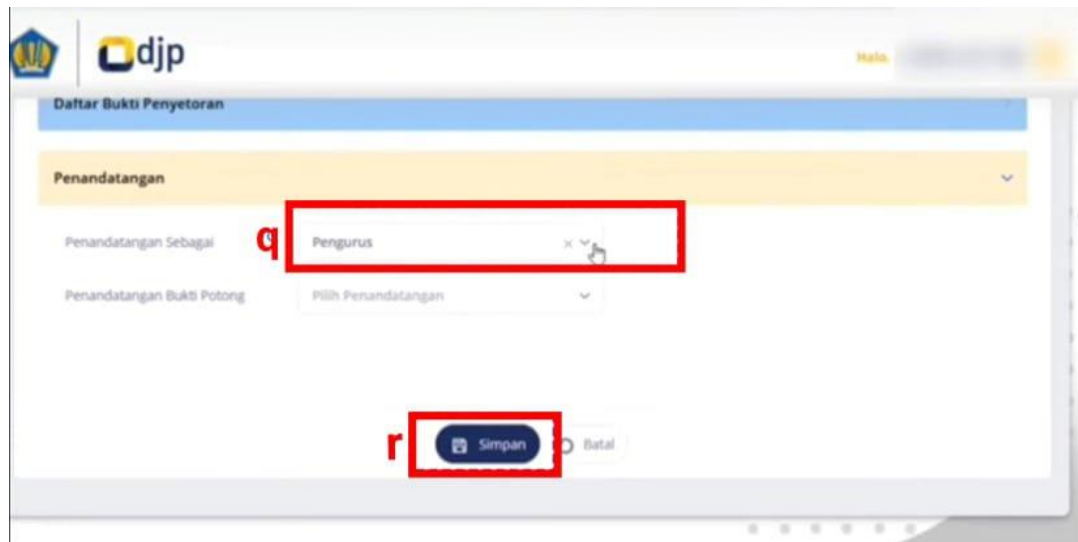 djp
Halo,
Daftar Bukti Penyetoran
Penandatangan
q
Penandatangan Sebagai
Pengurus
Penandatangan Bukti Potong
Pilih Penandatangan
r
Simpan
Batal